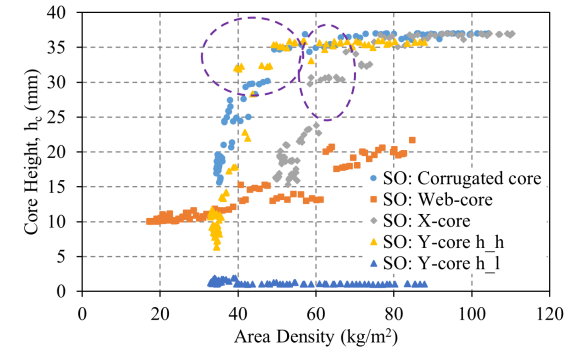 40
35
30
25
20
15
10
5
0
Core Height, h_c (mm)
SO: Corrugated core
SO: Web-core
SO: X-core
SO: Y-core h_h
SO: Y-core h_l
0 20 40 60 80 100 120
Area Density (kg/m²)